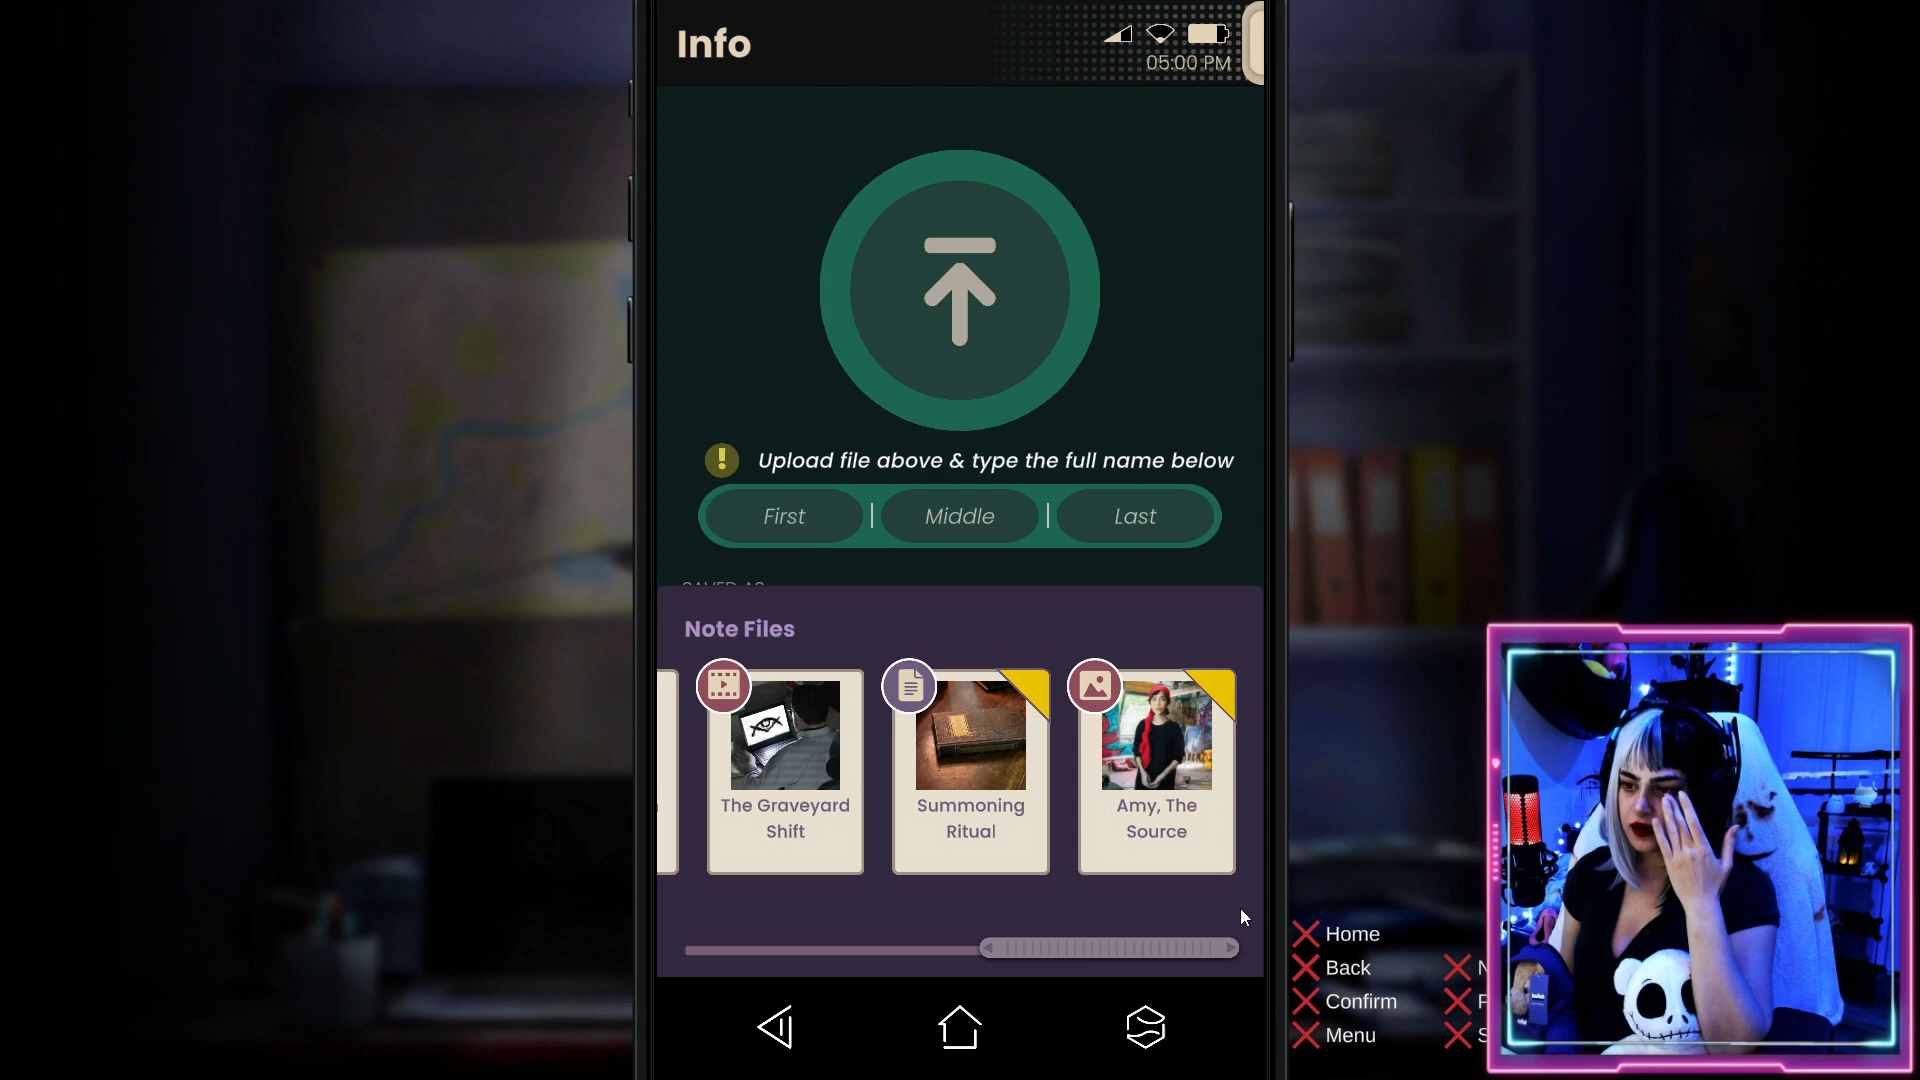 Info
05:00 PM
Upload file above & type the full name below
First | Middle | Last
Note Files
The Graveyard
Shift
Summoning
Ritual
Amy, The
Source
Home
Back
Confirm
Menu